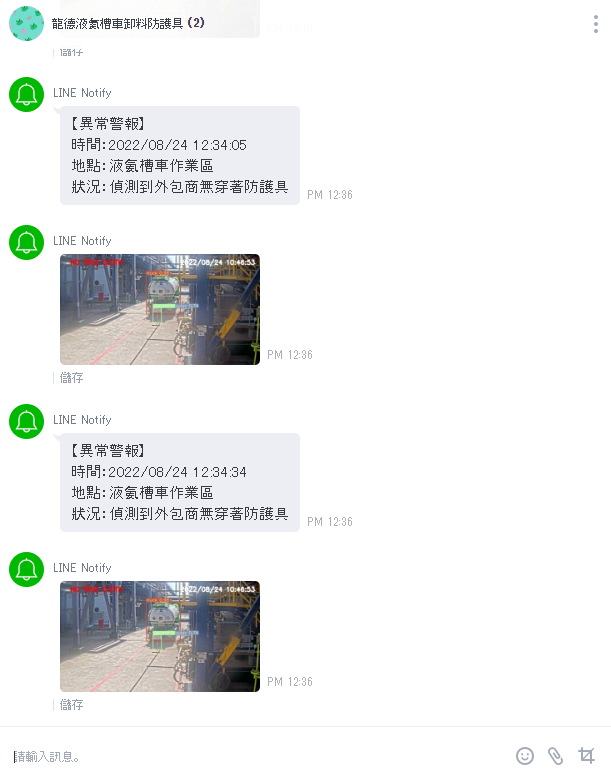 龍德液氨槽車卸料防護具 (2)
儲存
LINE Notify
【異常警報】
時間:2022/08/24 12:34:05
地點:液氨槽車作業區
狀況:偵測到外包商無穿著防護具
PM 12:36
LINE Notify
2022/08/24 10:46:53
PM 12:36
儲存
LINE Notify
【異常警報】
時間:2022/08/24 12:34:34
地點:液氨槽車作業區
狀況:偵測到外包商無穿著防護具
PM 12:36
LINE Notify
2022/08/24 10:46:53
PM 12:36
儲存
請輸入訊息。